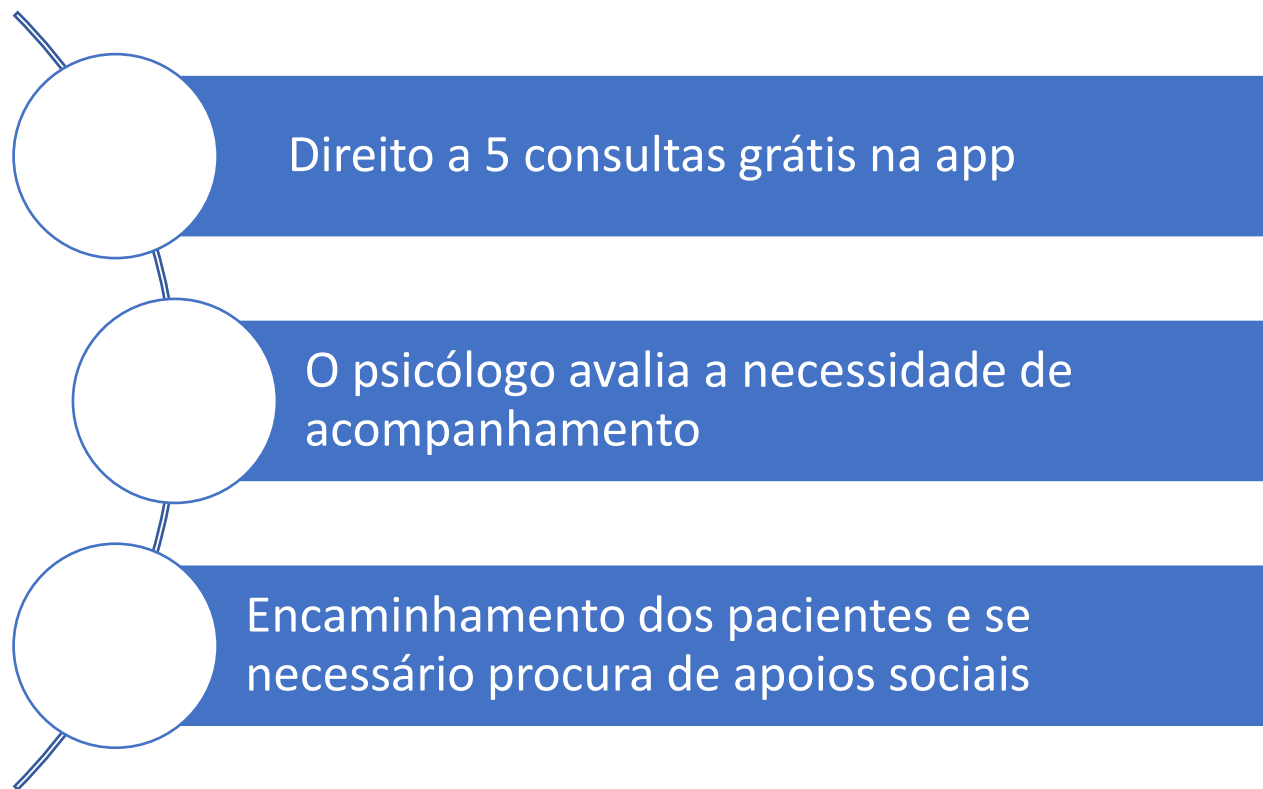 Direito a 5 consultas grátis na app
O psicólogo avalia a necessidade de
acompanhamento
Encaminhamento dos pacientes e se
necessário procura de apoios sociais